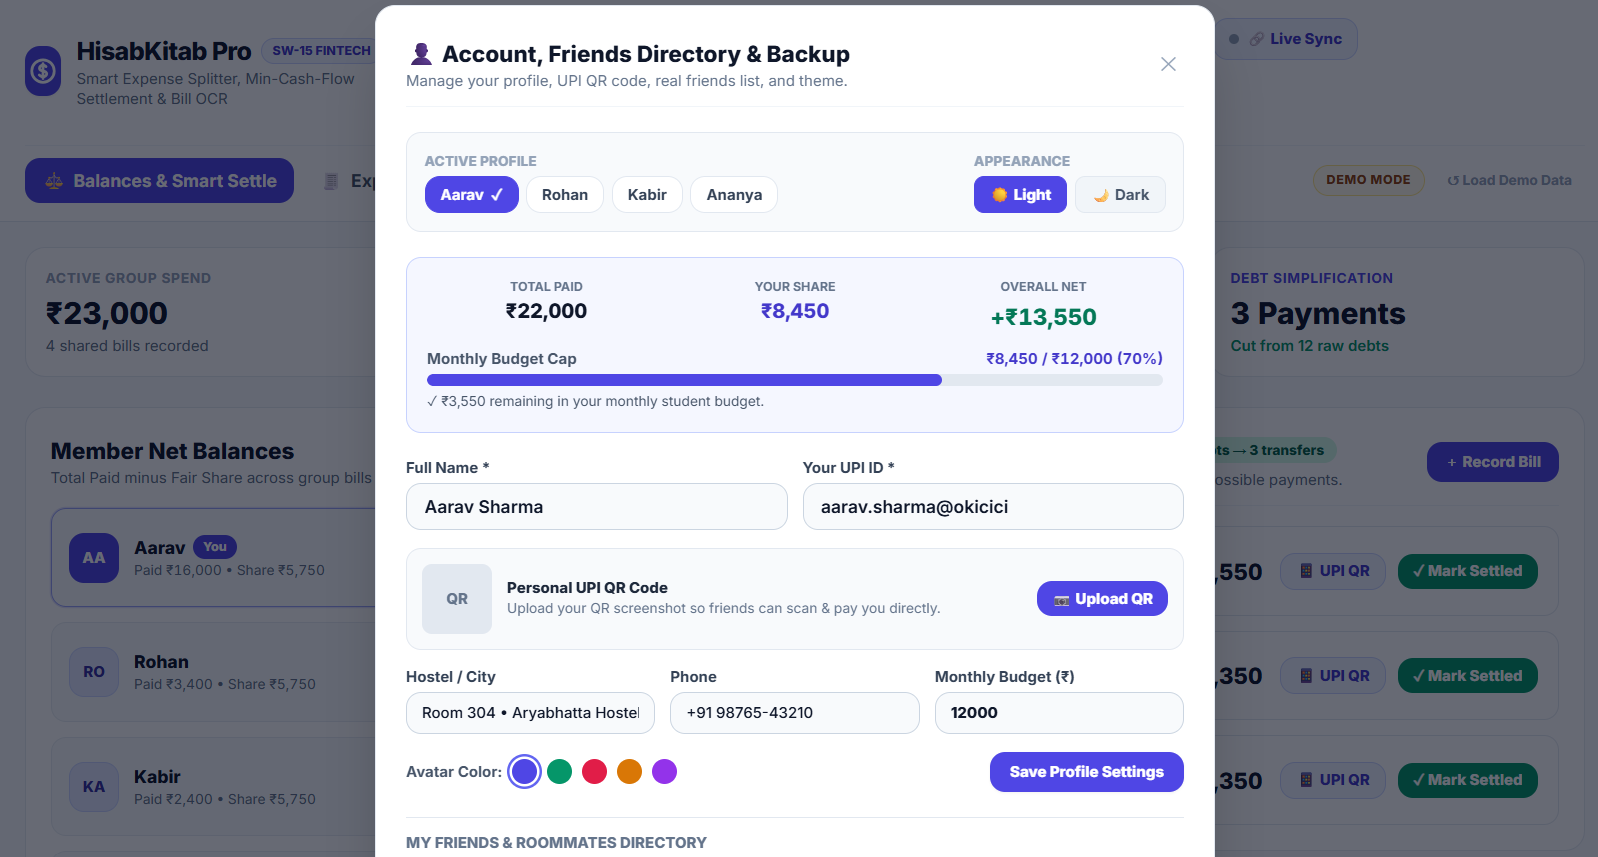 HisabKitab Pro
SW-15 FINTECH
Smart Expense Splitter, Min-Cash-Flow
Settlement & Bill OCR
Live Sync
Balances & Smart Settle
DEMO MODE
↺ Load Demo Data
ACTIVE GROUP SPEND
₹23,000
4 shared bills recorded
DEBT SIMPLIFICATION
3 Payments
Cut from 12 raw debts
Member Net Balances
Total Paid minus Fair Share across group bills
→ 3 transfers
payments.
+ Record Bill
AA
Aarav
You
Paid ₹16,000 • Share ₹5,750
RO
Rohan
Paid ₹3,400 • Share ₹5,750
KA
Kabir
Paid ₹2,400 • Share ₹5,750
,550
UPI QR
✓ Mark Settled
,350
UPI QR
✓ Mark Settled
,350
UPI QR
✓ Mark Settled
Account, Friends Directory & Backup
Manage your profile, UPI QR code, real friends list, and theme.
ACTIVE PROFILE
Aarav ✓
Rohan
Kabir
Ananya
APPEARANCE
Light
Dark
TOTAL PAID
₹22,000
YOUR SHARE
₹8,450
OVERALL NET
+₹13,550
Monthly Budget Cap
₹8,450 / ₹12,000 (70%)
✓ ₹3,550 remaining in your monthly student budget.
Full Name *
Aarav Sharma
Your UPI ID *
aarav.sharma@okicici
QR
Personal UPI QR Code
Upload your QR screenshot so friends can scan & pay you directly.
Upload QR
Hostel / City
Room 304 • Aryabhatta Hostel
Phone
+91 98765-43210
Monthly Budget (₹)
12000
Avatar Color:
Save Profile Settings
MY FRIENDS & ROOMMATES DIRECTORY